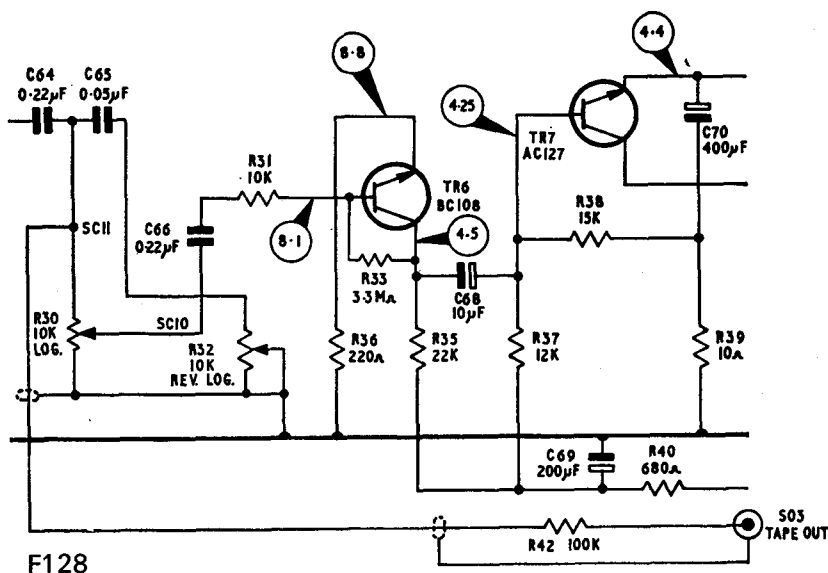 C64
0·22µF
C65
0·05µF
8·8
4·4
4·25
R31
10K
TR6
BC108
TR7
AC127
C70
400µF
SC11
C66
0·22µF
8·1
4·5
R38
15K
R33
3·3MΩ
C68
10µF
R30
10K
LOG.
SC10
R32
10K
REV. LOG.
R36
220Ω
R35
22K
R37
12K
R39
10Ω
C69
200µF
R40
680Ω
R42 100K
SO3
TAPE OUT
F128